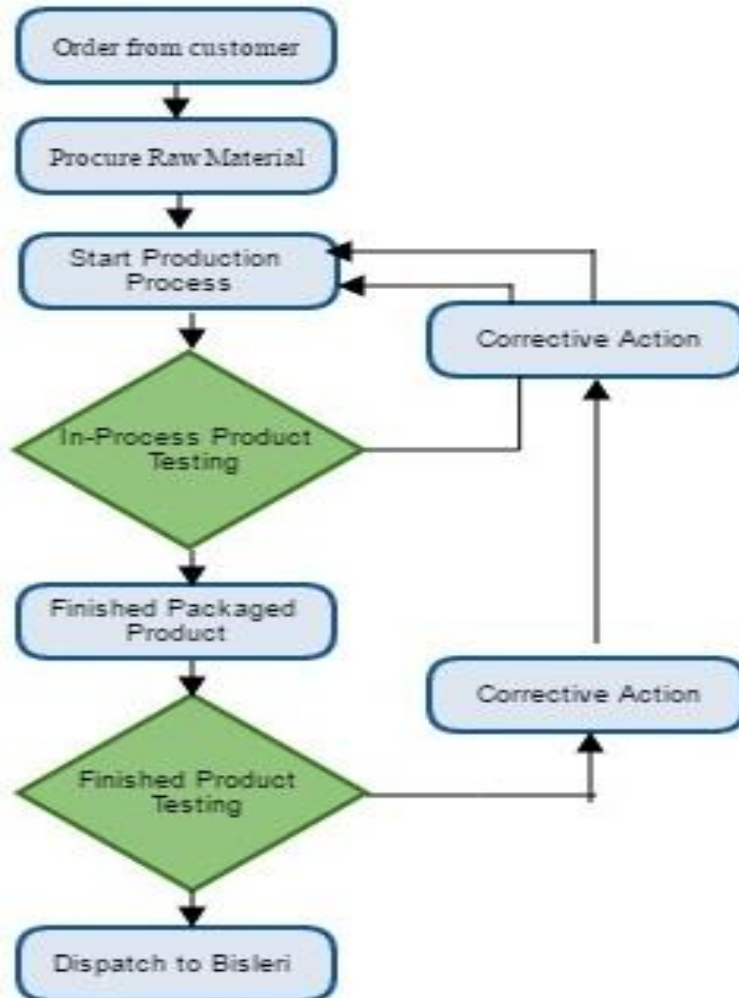 Order from customer
Procure Raw Material
Start Production
Process
Corrective Action
In-Process Product
Testing
Finished Packaged
Product
Corrective Action
Finished Product
Testing
Dispatch to Bisleri